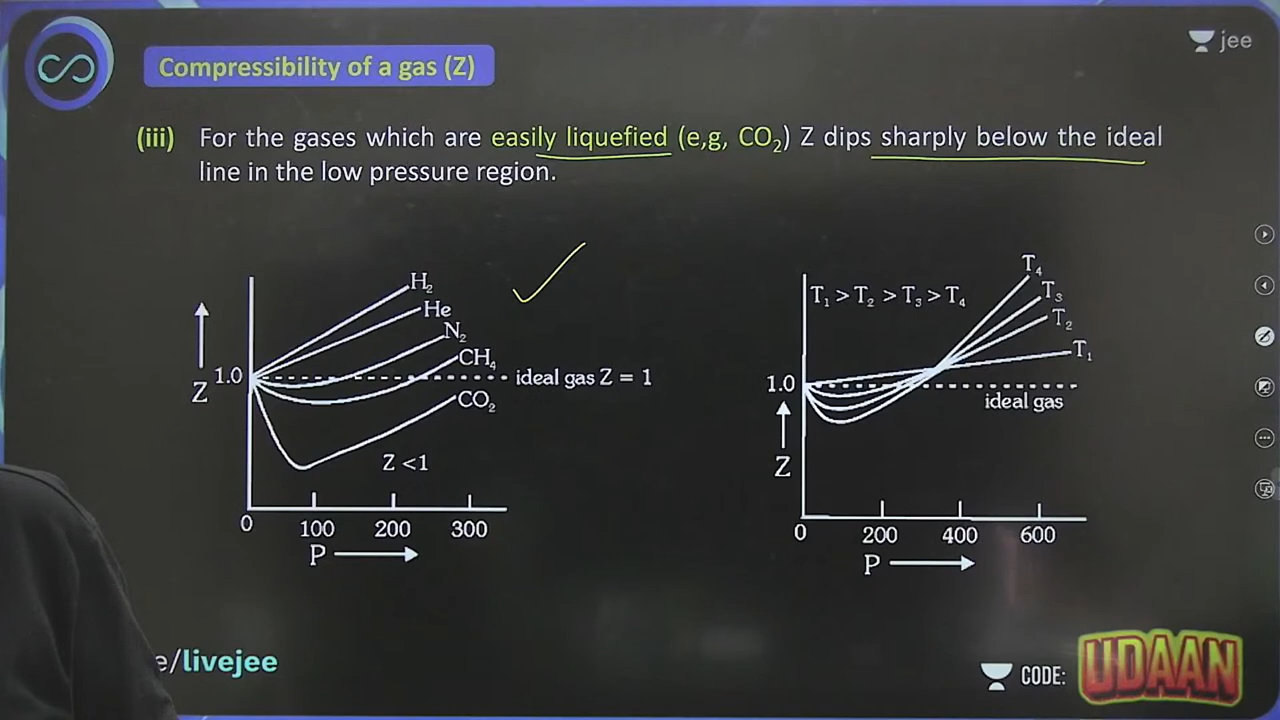 jee
Compressibility of a gas (Z)
(iii) For the gases which are easily liquefied (e,g, CO₂) Z dips sharply below the ideal
line in the low pressure region.
H₂
He
N₂
CH₄
1.0
Z
ideal gas Z = 1
CO₂
Z <1
0
100 200 300
P
T₁ > T₂ > T₃ > T₄
T₄
T₃
T₂
T₁
1.0
ideal gas
Z
0
200 400 600
P
e/livejee
CODE:
UDAAN